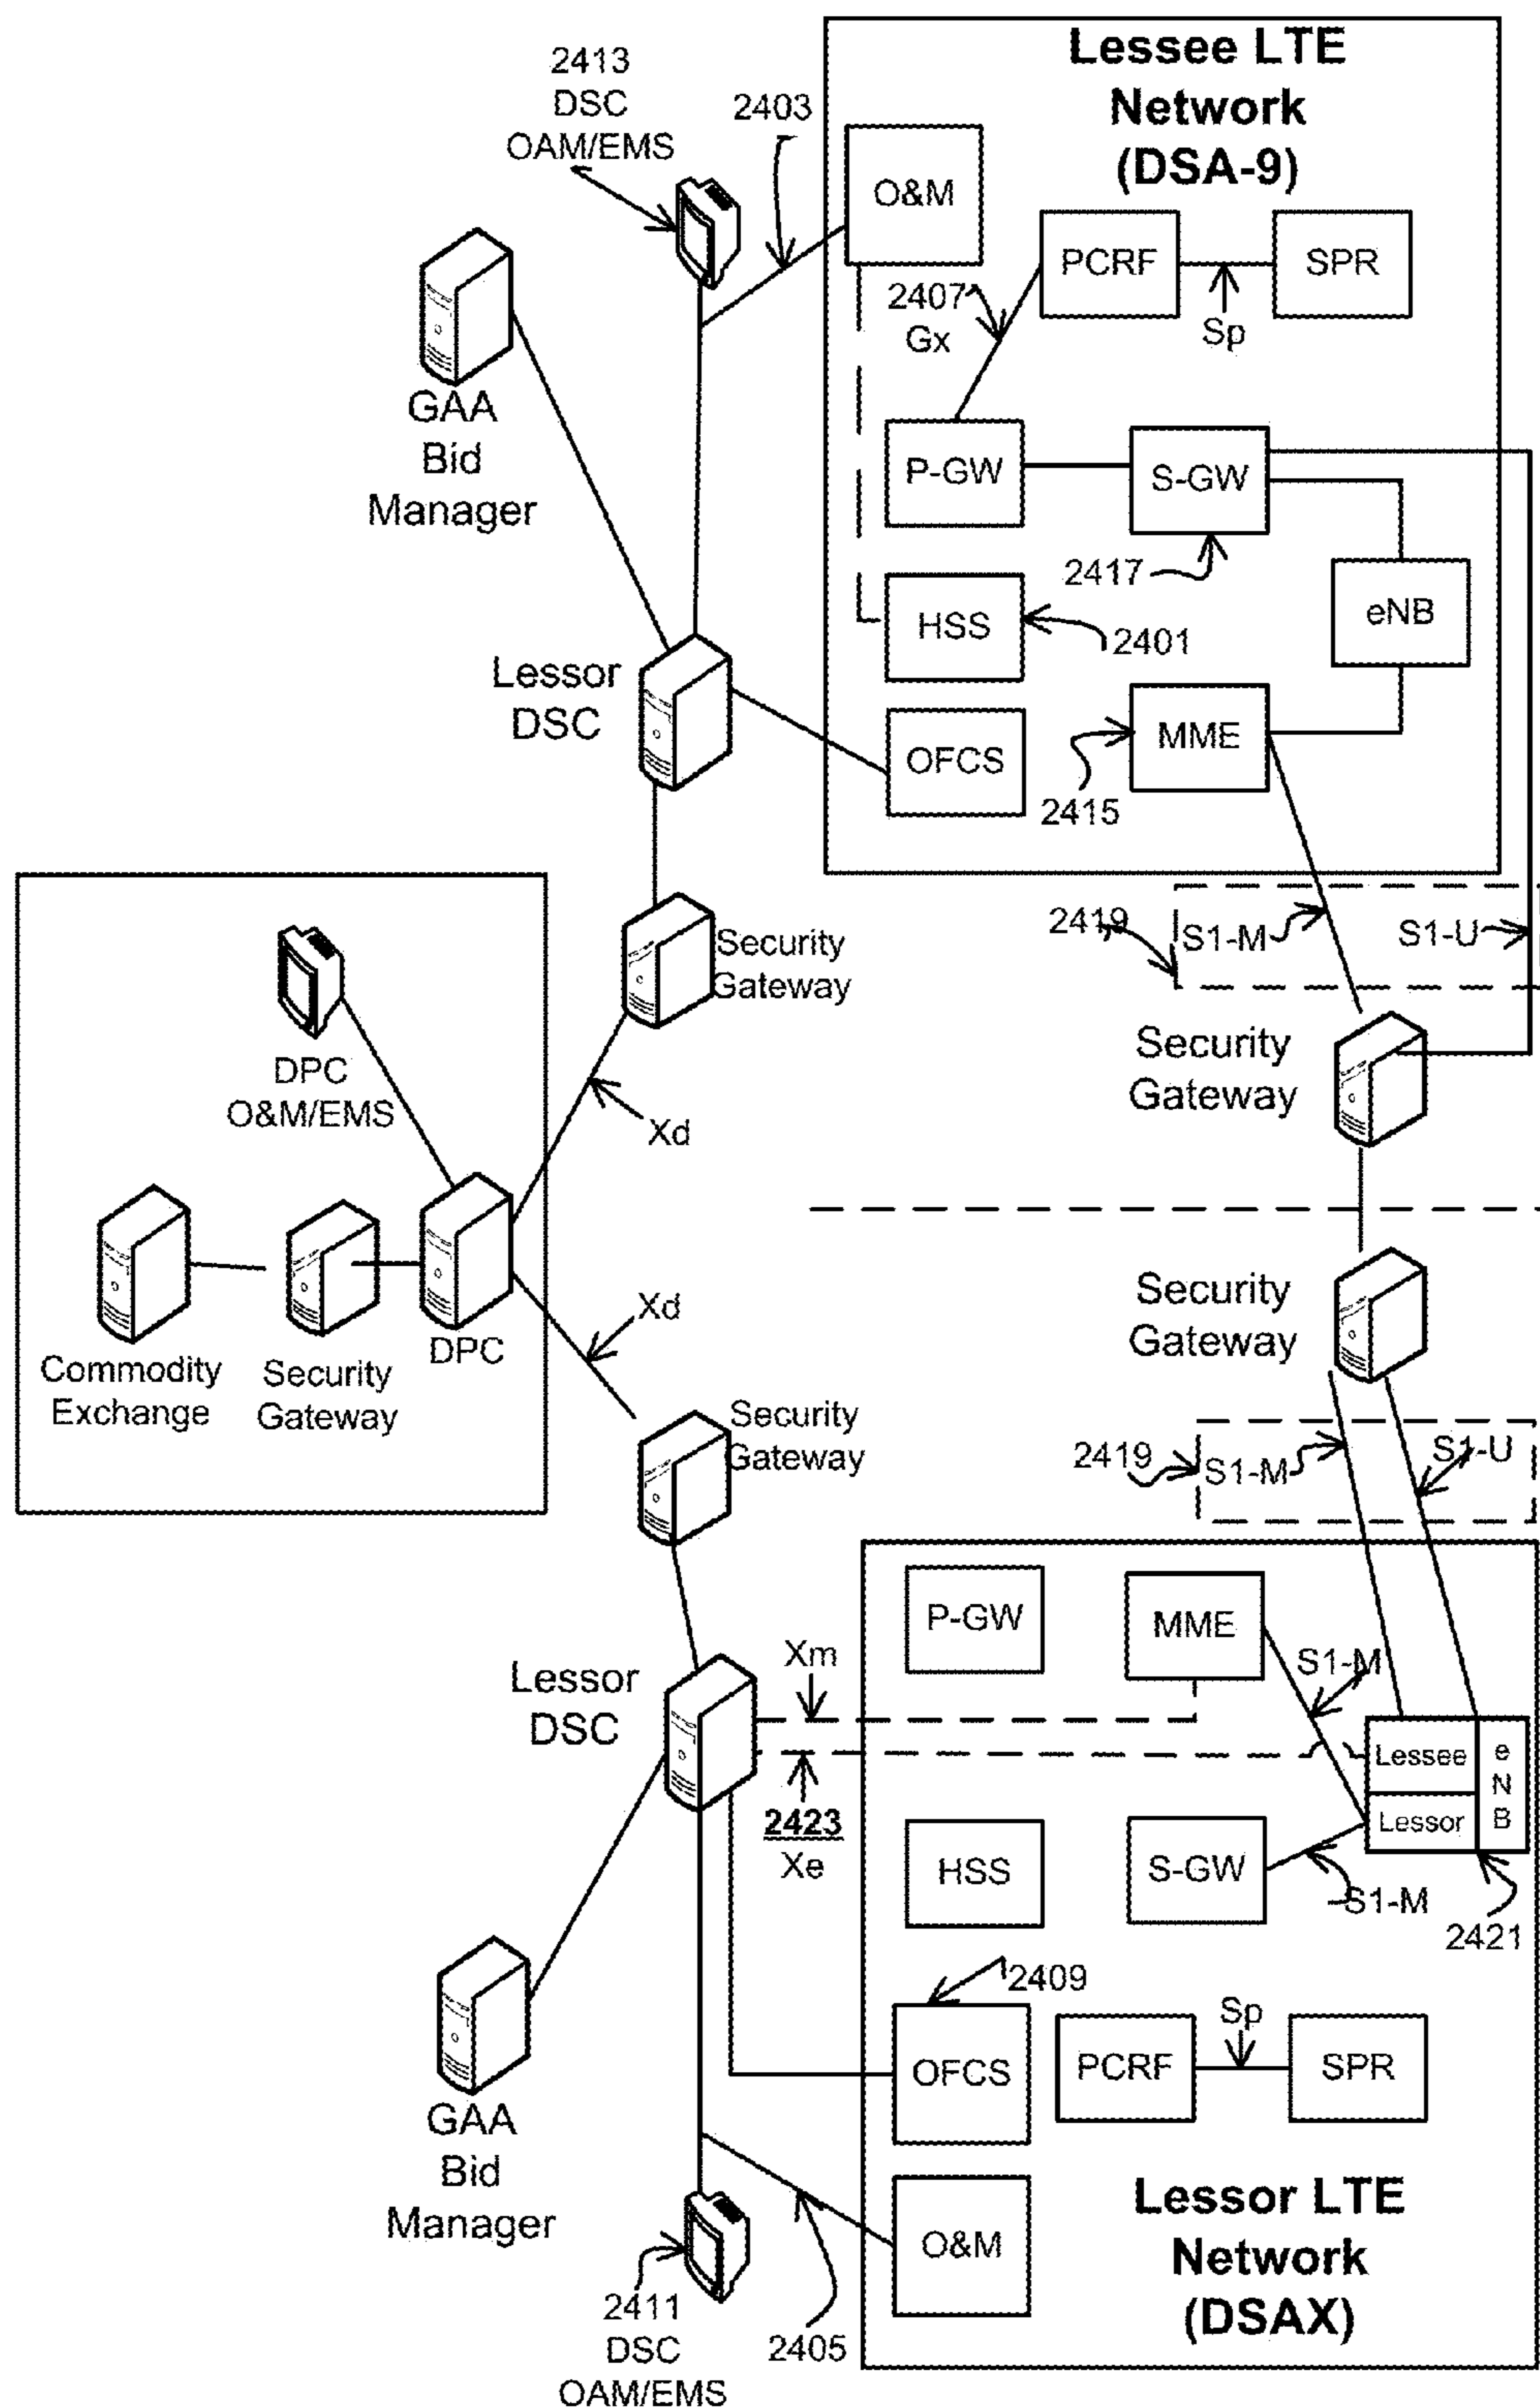 Lessee LTE
Network
(DSA-9)
2413
DSC
OAM/EMS
2403
O&M
PCRF
SPR
2407
Gx
Sp
GAA
Bid
Manager
P-GW
S-GW
2417
eNB
HSS
2401
Lessor
DSC
OFCS
MME
2415
2419
S1-M
S1-U
Security
Gateway
Security
Gateway
DPC
O&M/EMS
Xd
Security
Gateway
Xd
DPC
Commodity
Exchange
Security
Gateway
Security
Gateway
2419
S1-M
S1-U
P-GW
MME
Xm
S1-M
Lessor
DSC
Lessee
Lessor
e
N
B
2423
Xe
HSS
S-GW
S1-M
2421
2409
OFCS
PCRF
Sp
SPR
GAA
Bid
Manager
O&M
Lessor LTE
Network
(DSAX)
2411
DSC
OAM/EMS
2405